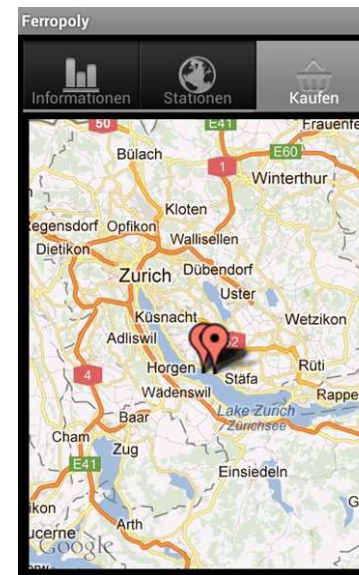 Ferropoly
Informationen Stationen Kaufen
50 E41 Frauenfe
E60
Bülach 1
Winterthur
Kloten
egensdorf Opfikon
Wallisellen
Dietikon
Zurich Dübendorf
Uster
Küsnacht Wetzikon
Adliswil 52
4 Horgen Stäfa Rüti
Wädenswil Rappe
Baar Lake Zurich
/Zürichsee
Cham
Zug
E41 Einsiedeln
ikon G
ucerne Arth
Google